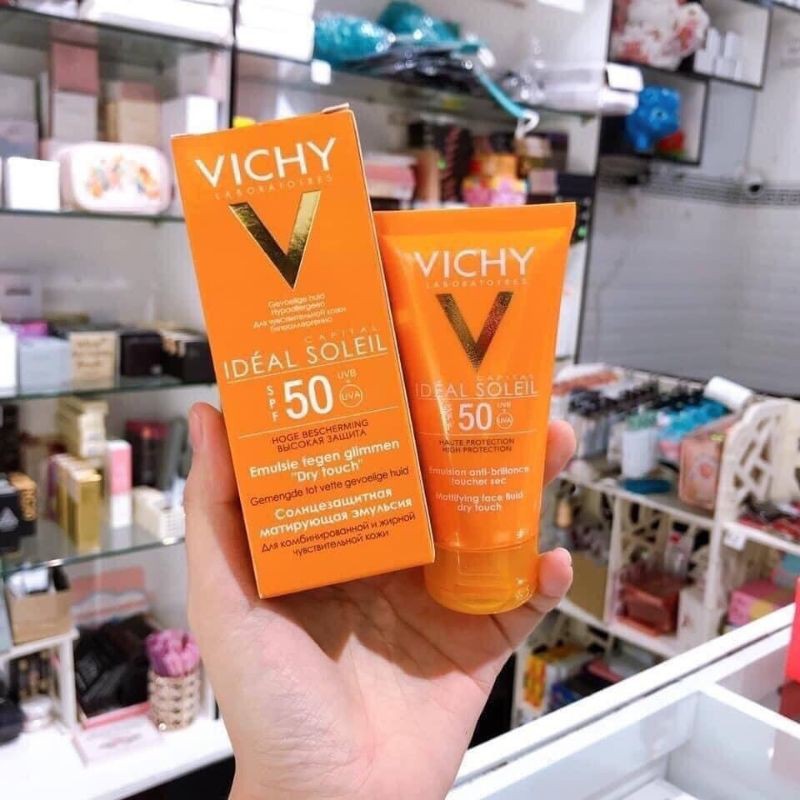 VICHY
LABORATOIRES
Gevoelige huid
Hypoallergeen
Для чувствительной кожи
Гипоаллергенно
CAPITAL
IDÉAL SOLEIL
SPF 50
UVB
+
UVA
HOGE BESCHERMING
ВЫСОКАЯ ЗАЩИТА
Emulsie tegen glimmen
"Dry touch"
Gemengde tot vette gevoelige huid
Солнцезащитная
матирующая эмульсия
Для комбинированной и жирной
чувствительной кожи
VICHY
LABORATOIRES
CAPITAL
IDÉAL SOLEIL
SPF 50
UVB
+
UVA
HAUTE PROTECTION
HIGH PROTECTION
Emulsion anti-brillance
toucher sec
Mattifying face fluid
dry touch